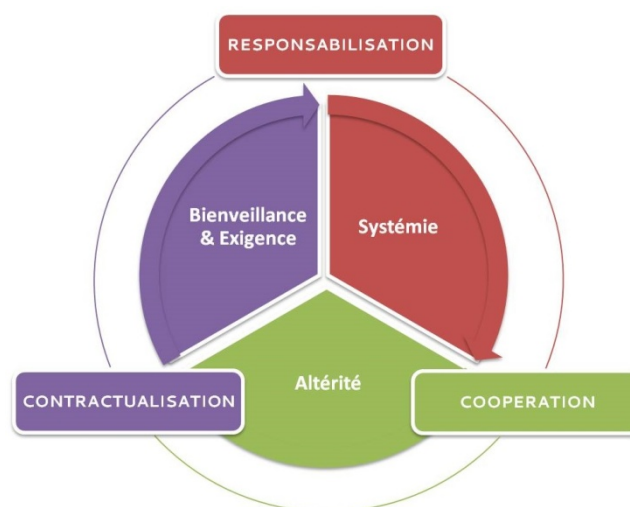 RESPONSABILISATION
Bienveillance
& Exigence
Systémie
Altérité
CONTRACTUALISATION
COOPERATION